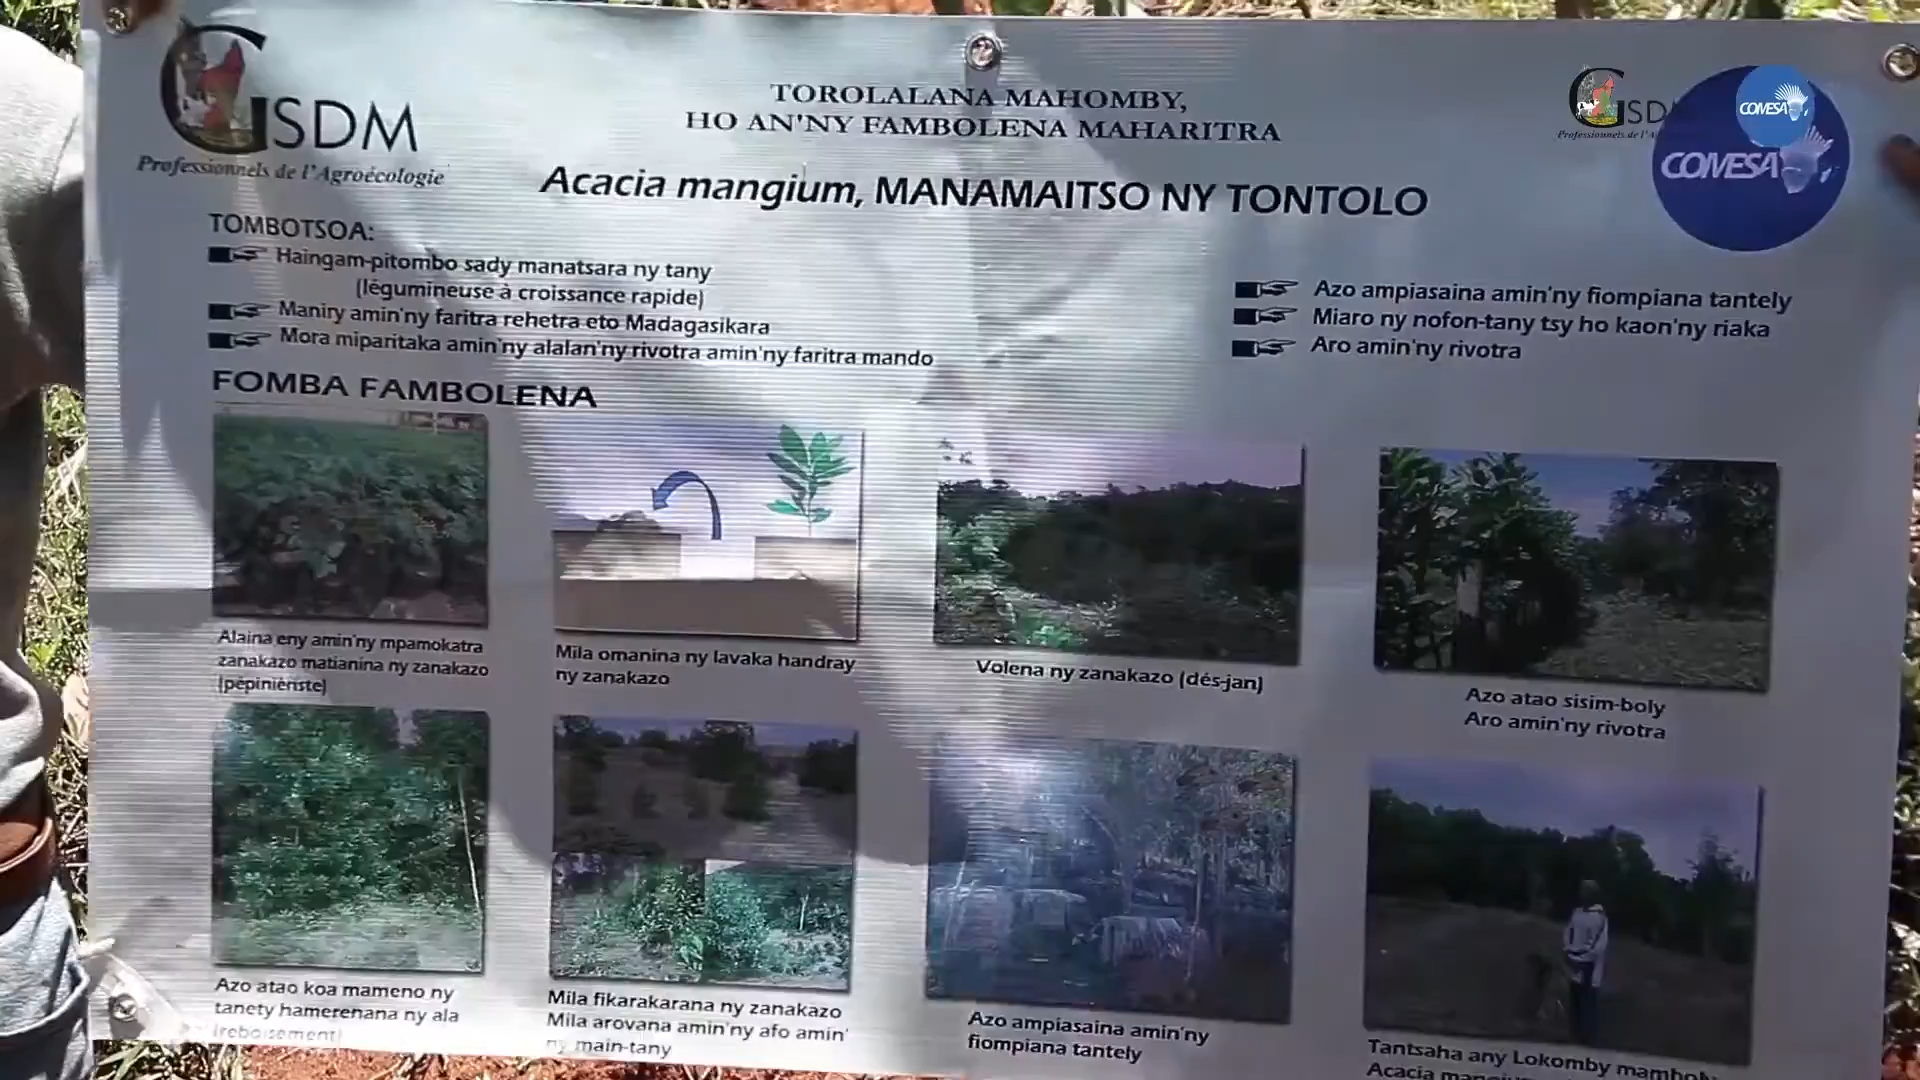 GSDM
Professionnels de l'Agroécologie
TOROLALANA MAHOMBY,
HO AN'NY FAMBOLENA MAHARITRA
Acacia mangium, MANAMAITSO NY TONTOLO
GSDM
Professionnels de l'A
COMESA
COMESA
TOMBOTSOA:
Haingam-pitombo sady manatsara ny tany
(légumineuse à croissance rapide)
Maniry amin'ny faritra rehetra eto Madagasikara
Mora miparitaka amin'ny alalan'ny rivotra amin'ny faritra mando
Azo ampiasaina amin'ny fiompiana tantely
Miaro ny nofon-tany tsy ho kaon'ny riaka
Aro amin'ny rivotra
FOMBA FAMBOLENA
Alaina eny amin'ny mpamokatra
zanakazo matianina ny zanakazo
(pépiniériste)
Mila omanina ny lavaka handray
ny zanakazo
Volena ny zanakazo (dés-jan)
Azo atao sisim-boly
Aro amin'ny rivotra
Azo atao koa mameno ny
tanety hamerenana ny ala
(reboisement)
Mila fikarakarana ny zanakazo
Mila arovana amin'ny afo amin'
ny main-tany
Azo ampiasaina amin'ny
fiompiana tantely
Tantsaha any Lokomby
Acacia